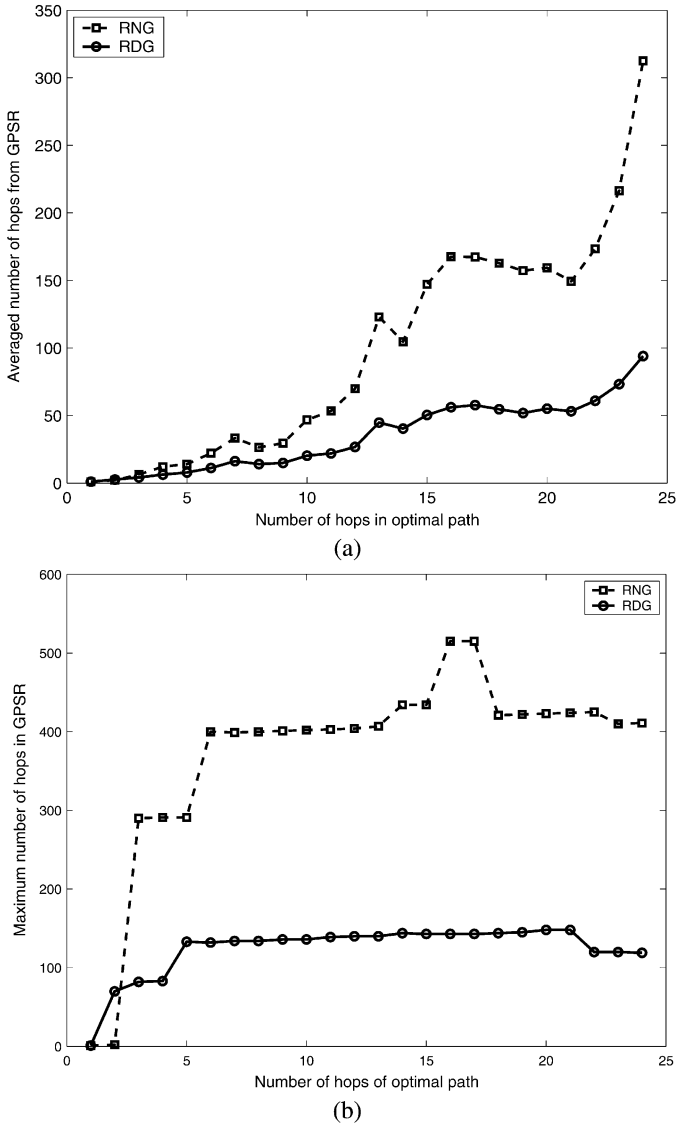 350
RNG
RDG
300
250
200
150
100
50
0
Averaged number of hops from GPSR
0 5 10 15 20 25
Number of hops in optimal path
(a)
600
RNG
RDG
500
400
300
200
100
0
Maximum number of hops in GPSR
0 5 10 15 20 25
Number of hops of optimal path
(b)